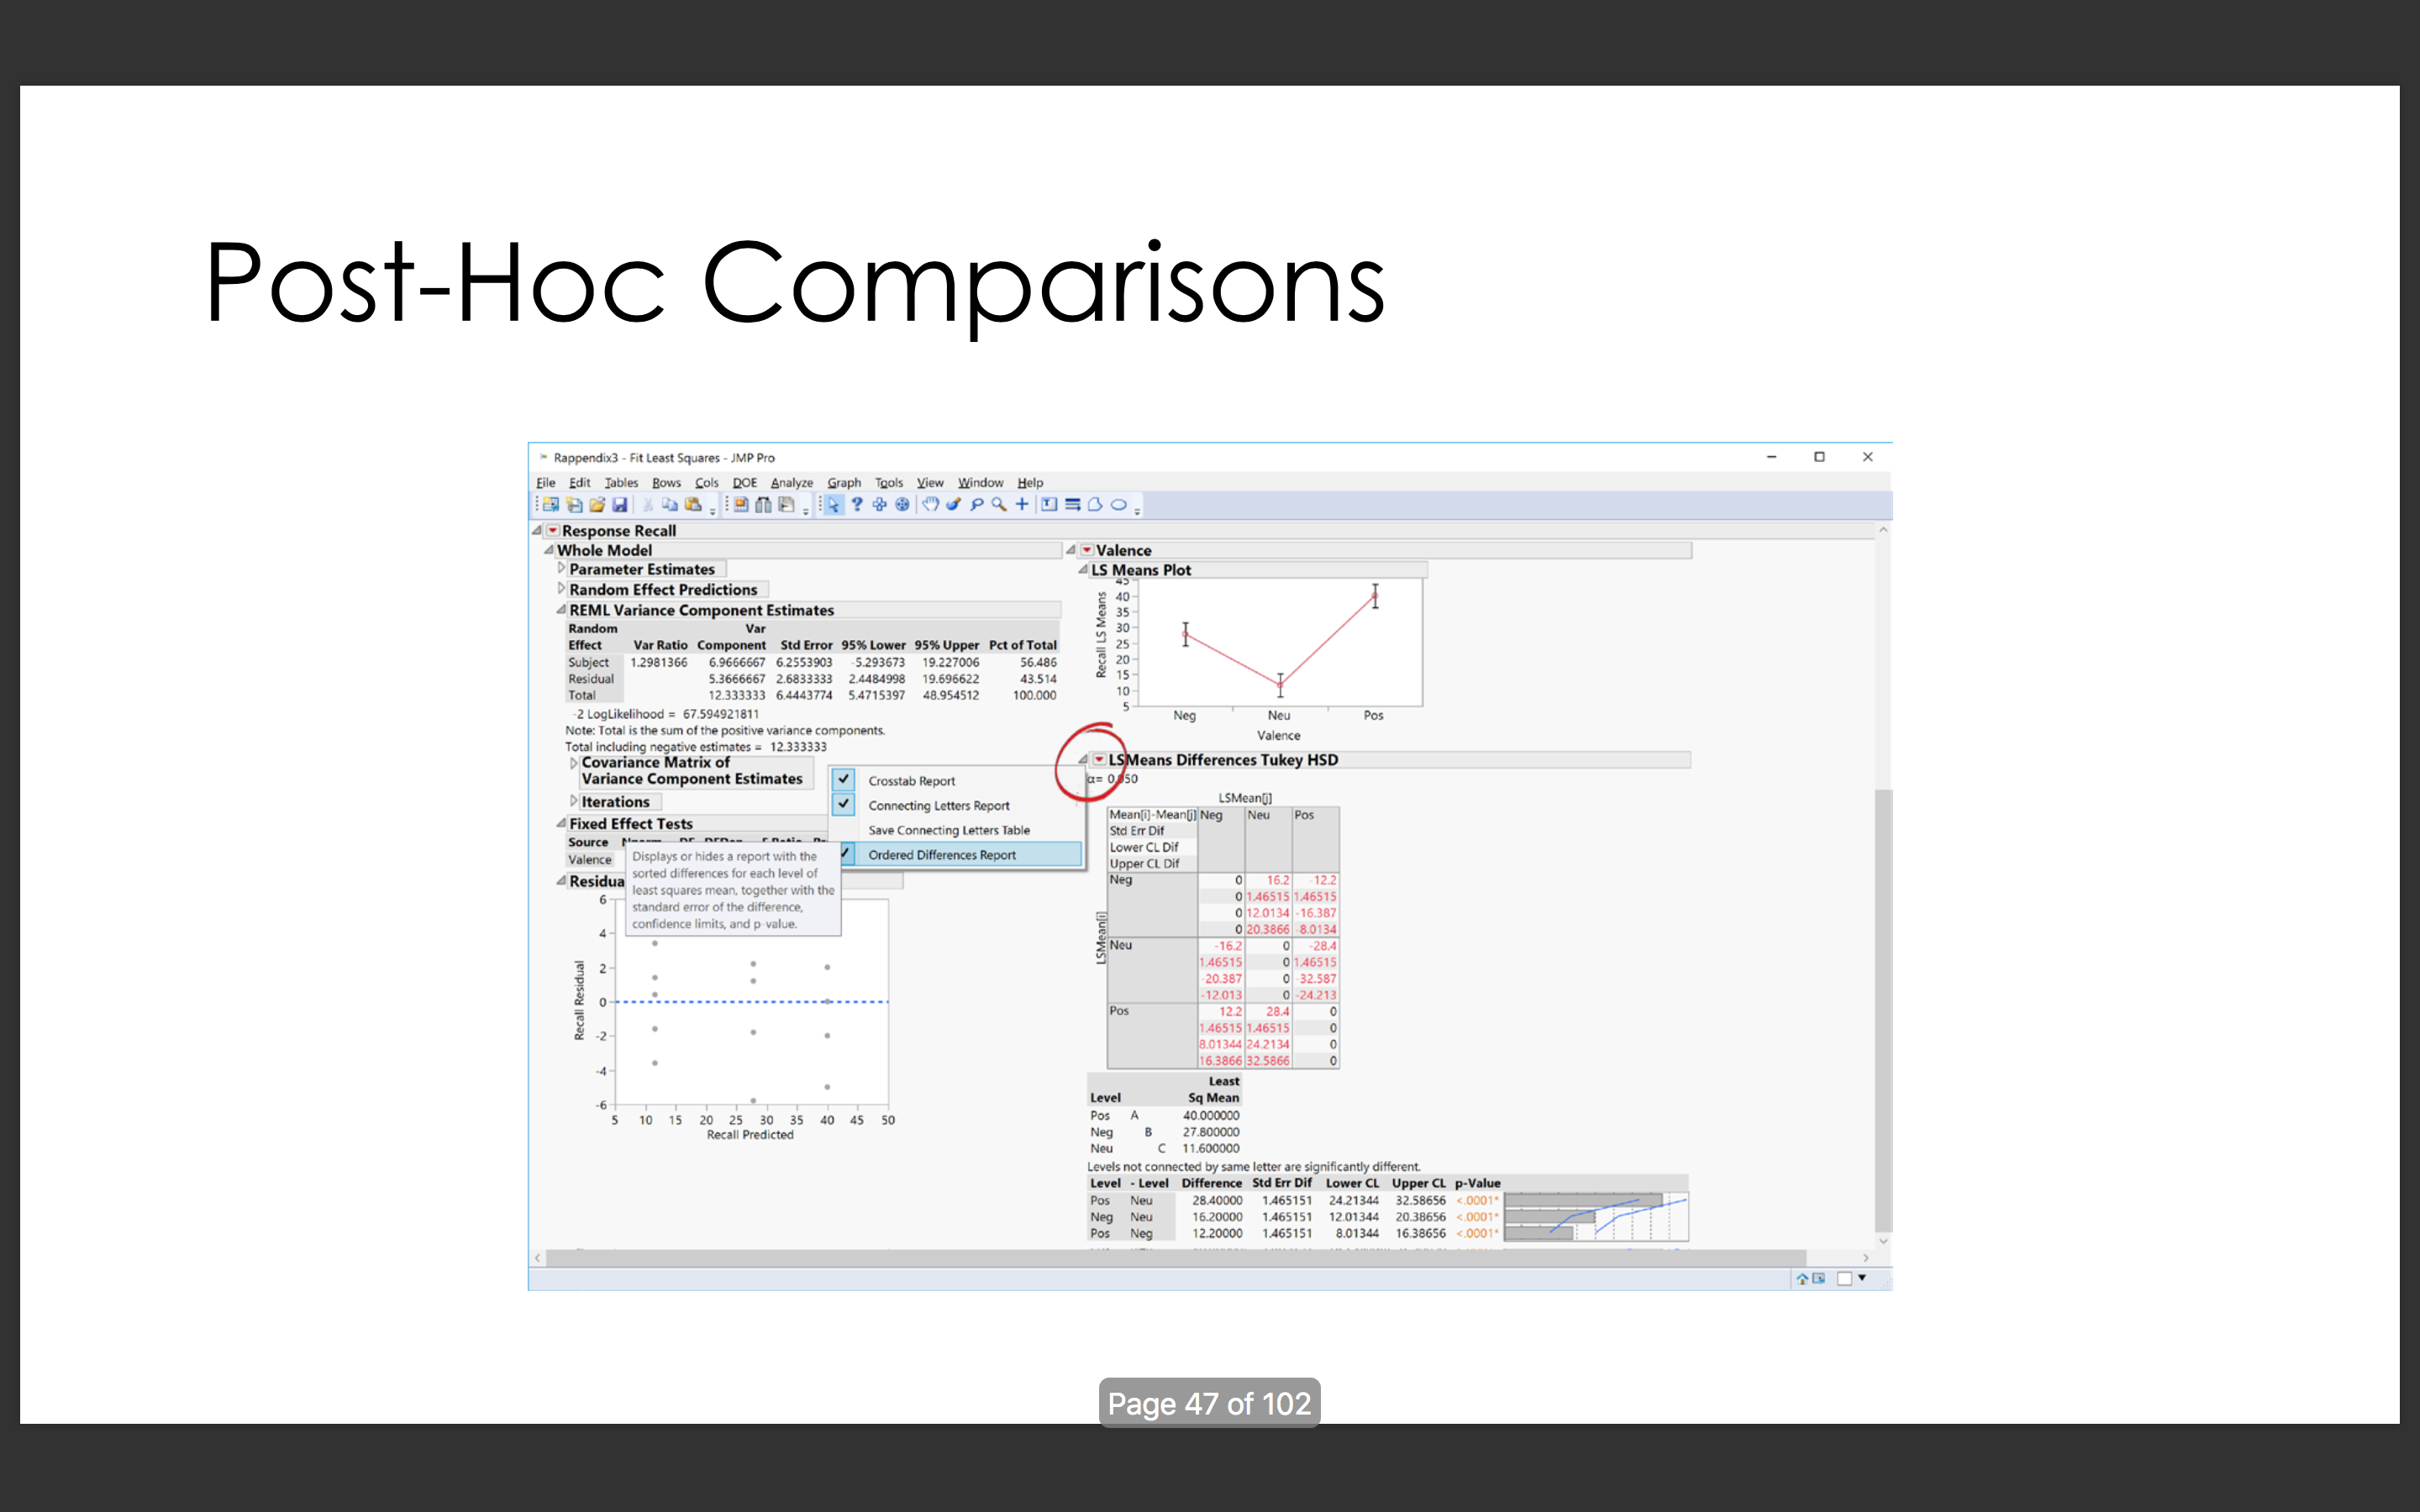 Post-Hoc Comparisons
Rappendix3 - Fit Least Squares - JMP Pro
File Edit Tables Rows Cols DOE Analyze Graph Tools View Window Help
Response Recall
Whole Model
Parameter Estimates
Random Effect Predictions
REML Variance Component Estimates
Random Var
Effect Var Ratio Component Std Error 95% Lower 95% Upper Pct of Total
Subject 1.2981366 6.9666667 6.2553903 -5.293673 19.227006 56.486
Residual 5.3666667 2.6833333 2.4484998 19.696622 43.514
Total 12.333333 6.4443774 5.4715397 48.954512 100.000
-2 LogLikelihood = 67.594921811
Note: Total is the sum of the positive variance components.
Total including negative estimates = 12.333333
Covariance Matrix of
Variance Component Estimates
Iterations
Fixed Effect Tests
Source
Valence
Crosstab Report
Connecting Letters Report
Save Connecting Letters Table
Ordered Differences Report
Displays or hides a report with the
sorted differences for each level of
least squares mean, together with the
standard error of the difference,
confidence limits, and p-value.
6
4
2
0
-2
-4
-6
Recall Residual
5 10 15 20 25 30 35 40 45 50
Recall Predicted
Valence
LS Means Plot
45
40
35
30
25
20
15
10
5
Recall LS Means
Neg Neu Pos
Valence
LSMeans Differences Tukey HSD
α= 0.050
LSMean[j]
Mean[i]-Mean[j] Neg Neu Pos
Std Err Dif
Lower CL Dif
Upper CL Dif
LSMean[i]
Neg 0 16.2 -12.2
0 1.46515 1.46515
0 12.0134 -16.387
0 20.3866 -8.0134
Neu -16.2 0 -28.4
1.46515 0 1.46515
-20.387 0 -32.587
-12.013 0 -24.213
Pos 12.2 28.4 0
1.46515 1.46515 0
8.01344 24.2134 0
16.3866 32.5866 0
Least
Level Sq Mean
Pos A 40.000000
Neg B 27.800000
Neu C 11.600000
Levels not connected by same letter are significantly different.
Level - Level Difference Std Err Dif Lower CL Upper CL p-Value
Pos Neu 28.40000 1.465151 24.21344 32.58656 <.0001*
Neg Neu 16.20000 1.465151 12.01344 20.38656 <.0001*
Pos Neg 12.20000 1.465151 8.01344 16.38656 <.0001*
Page 47 of 102